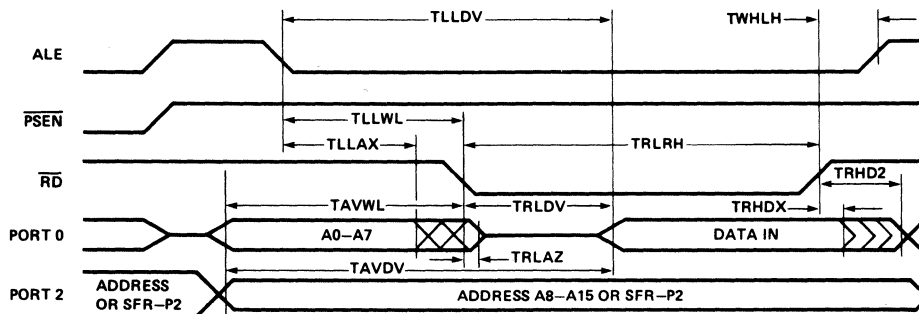 TLLDV TWHLH
ALE
PSEN
TLLWL
TLLAX TRLRH
RD
TRHD2
TAVWL TRLDV TRHDX
PORT 0 A0–A7 DATA IN
TRLAZ
TAVDV
PORT 2 ADDRESS OR SFR–P2 ADDRESS A8–A15 OR SFR–P2